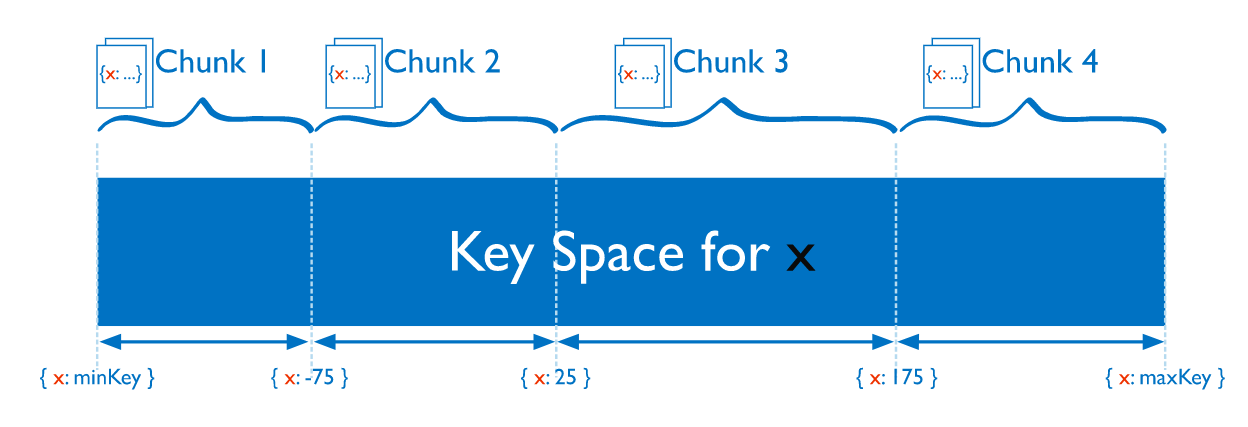 {x: ...} Chunk 1
{x: ...} Chunk 2
{x: ...} Chunk 3
{x: ...} Chunk 4
Key Space for x
{ x: minKey }
{ x: -75 }
{ x: 25 }
{ x: 175 }
{ x: maxKey }